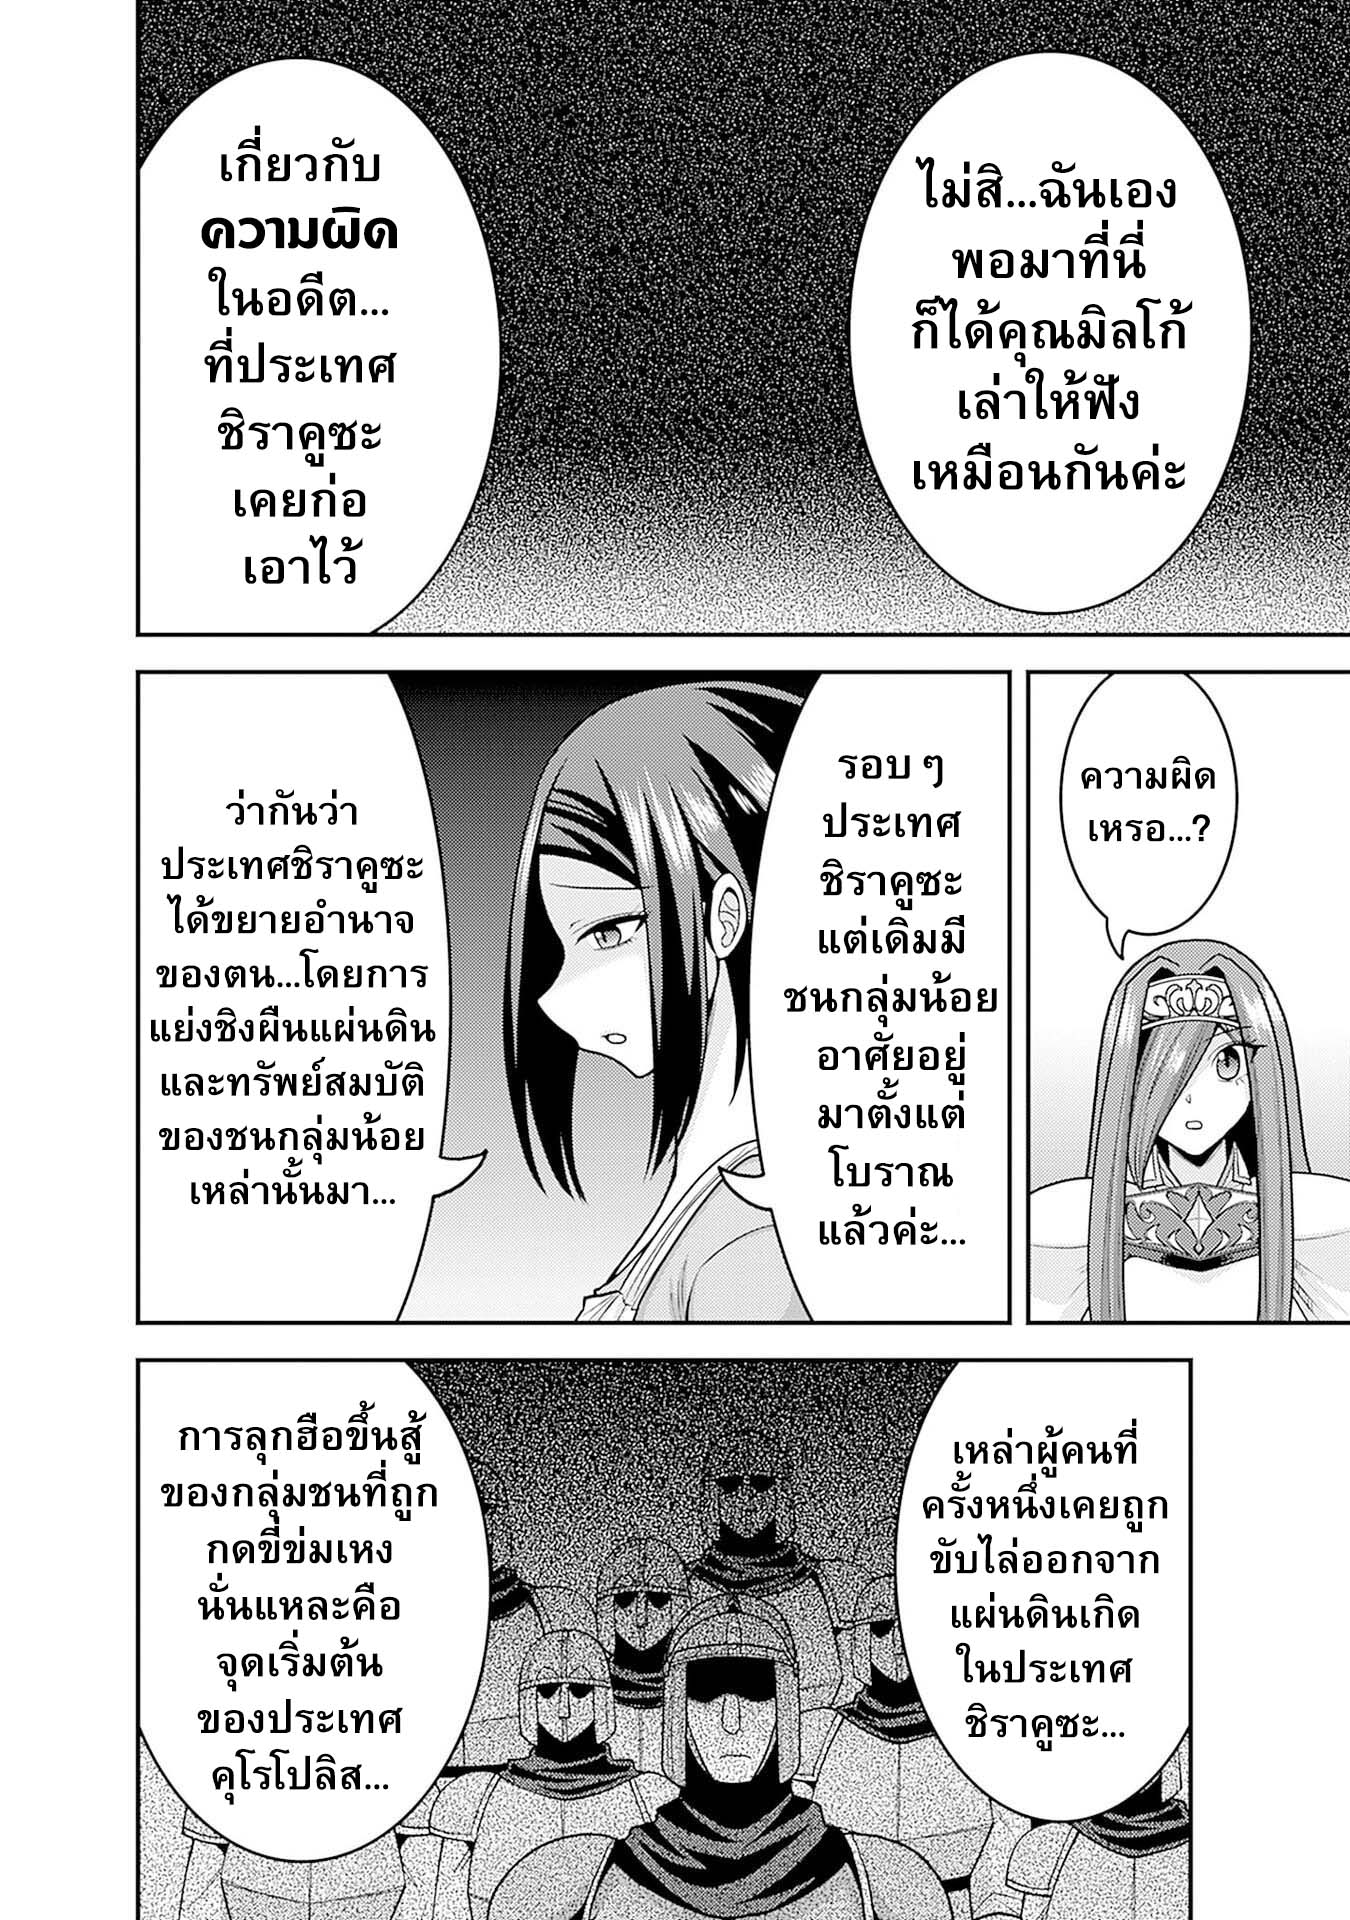 ไม่สิ...ฉันเอง
พอมาที่นี่
ก็ได้คุณมิลโก้
เล่าให้ฟัง
เหมือนกันค่ะ
เกี่ยวกับ
ความผิด
ในอดีต...
ที่ประเทศ
ชิราคูซะ
เคยก่อ
เอาไว้
ความผิด
เหรอ...?
รอบ ๆ
ประเทศ
ชิราคูซะ
แต่เดิมมี
ชนกลุ่มน้อย
อาศัยอยู่
มาตั้งแต่
โบราณ
แล้วค่ะ...
ว่ากันว่า
ประเทศชิราคูซะ
ได้ขยายอำนาจ
ของตน...โดยการ
แย่งชิงผืนแผ่นดิน
และทรัพย์สมบัติ
ของชนกลุ่มน้อย
เหล่านั้นมา...
เหล่าผู้คนที่
ครั้งหนึ่งเคยถูก
ขับไล่ออกจาก
แผ่นดินเกิด
ในประเทศ
ชิราคูซะ...
การลุกฮือขึ้นสู้
ของกลุ่มชนที่ถูก
กดขี่ข่มเหง
นั่นแหละคือ
จุดเริ่มต้น
ของประเทศ
คุโรโปลิส...